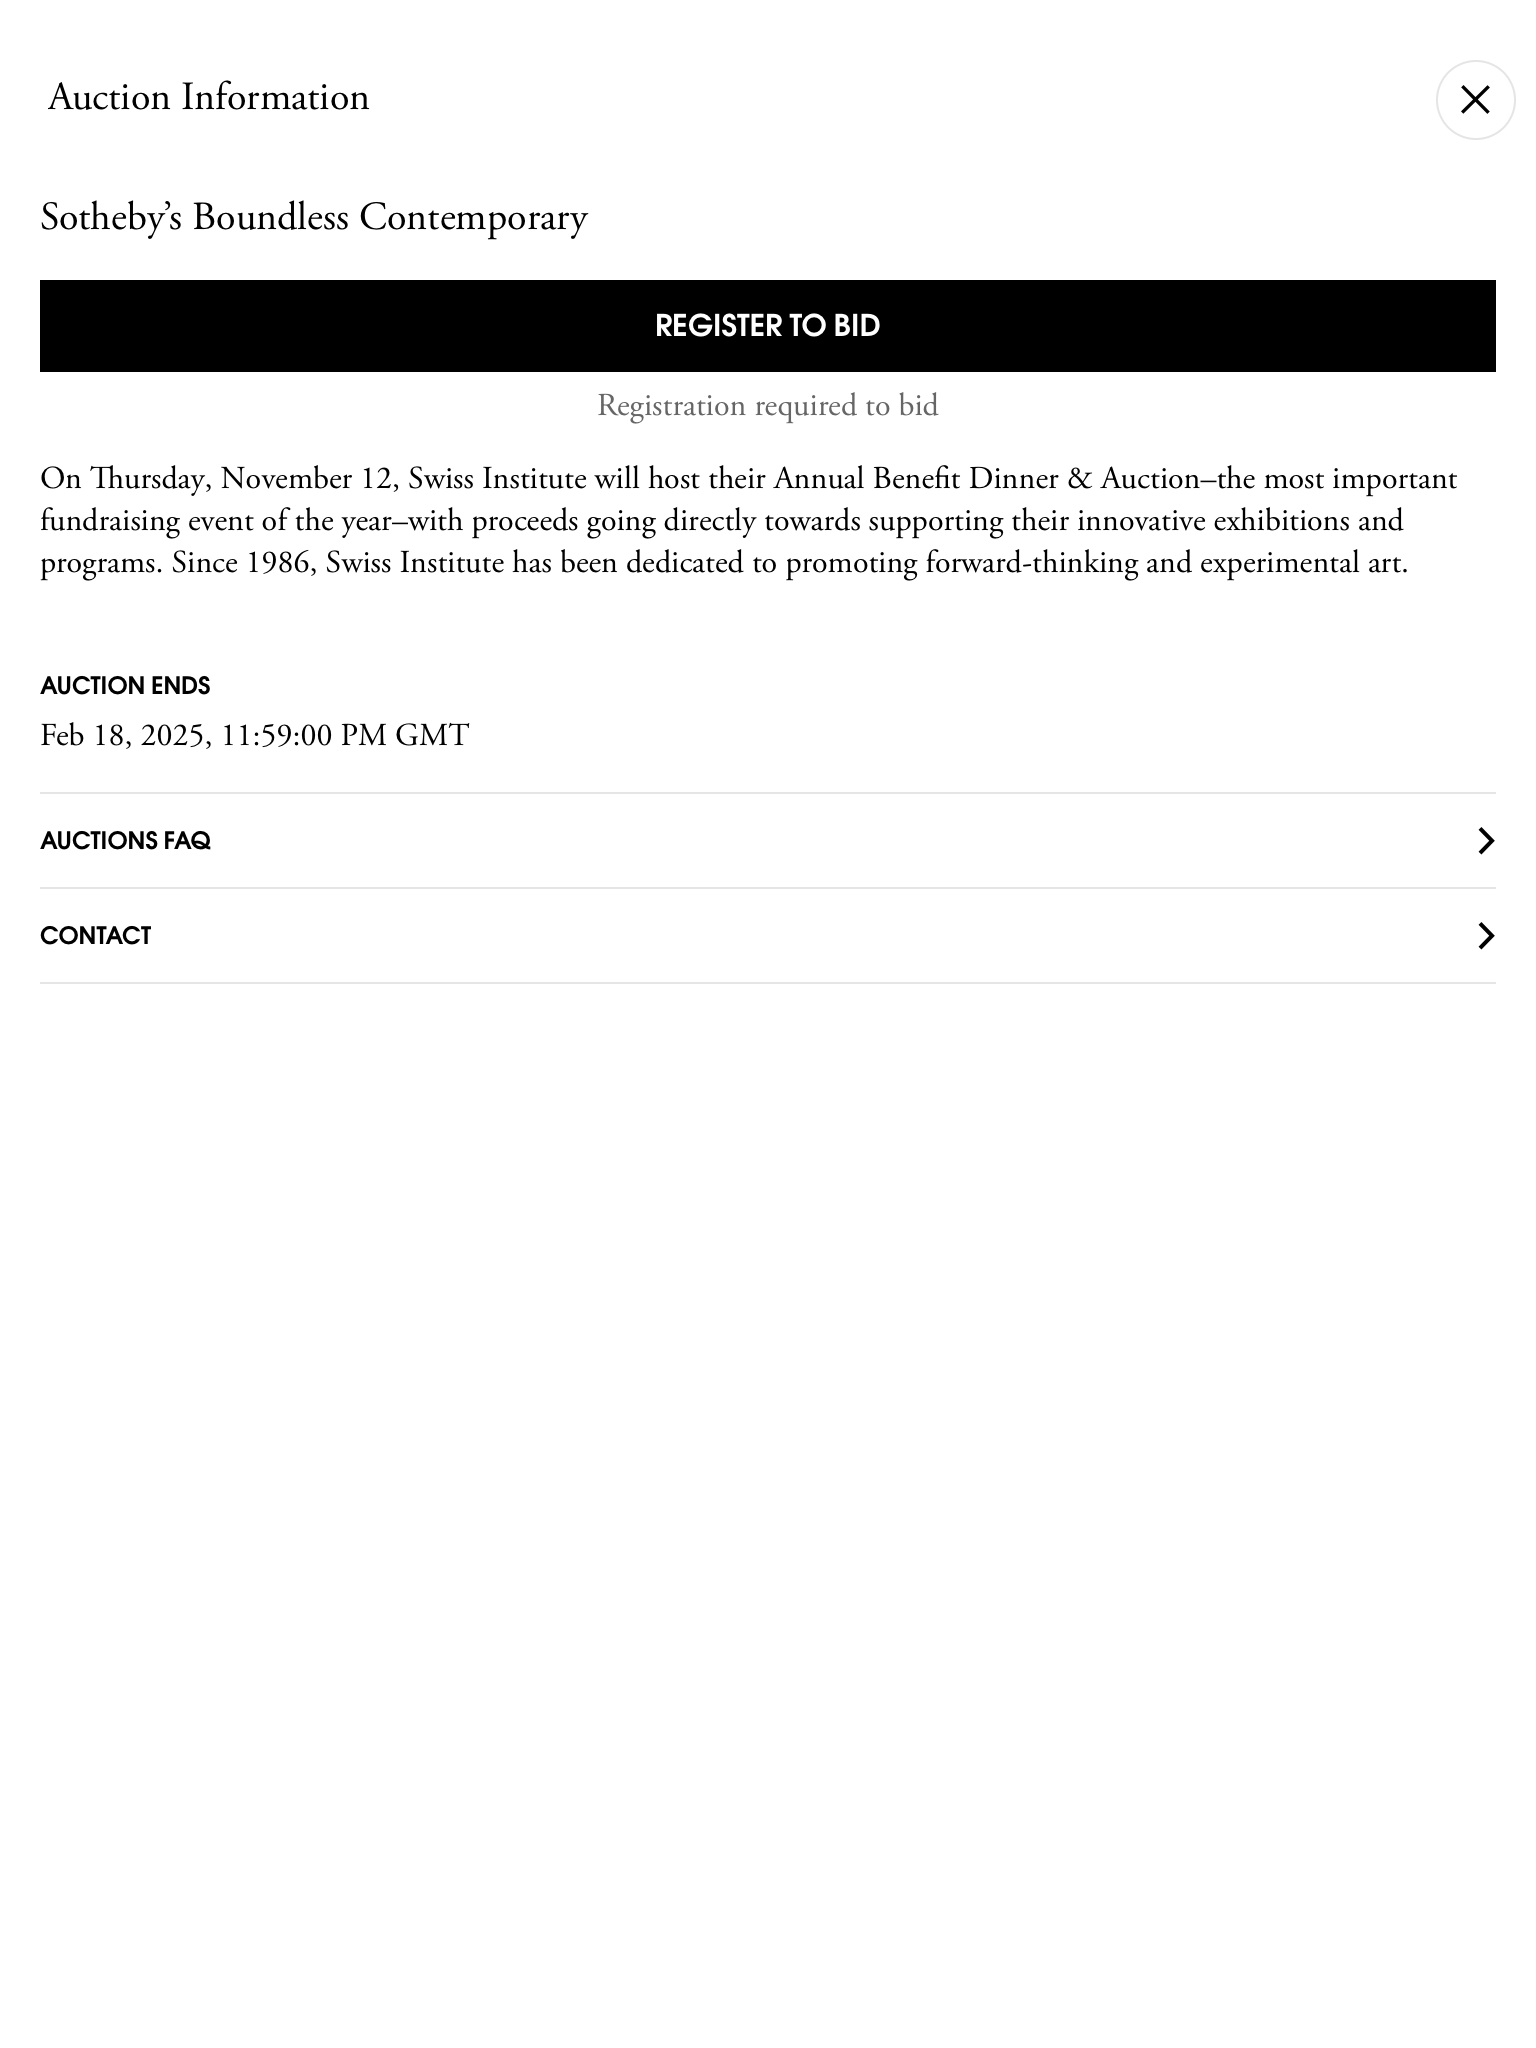 Auction Information
Sotheby’s Boundless Contemporary
REGISTER TO BID
Registration required to bid
On Thursday, November 12, Swiss Institute will host their Annual Benefit Dinner & Auction–the most important
fundraising event of the year–with proceeds going directly towards supporting their innovative exhibitions and
programs. Since 1986, Swiss Institute has been dedicated to promoting forward-thinking and experimental art.
AUCTION ENDS
Feb 18, 2025, 11:59:00 PM GMT
AUCTIONS FAQ
CONTACT